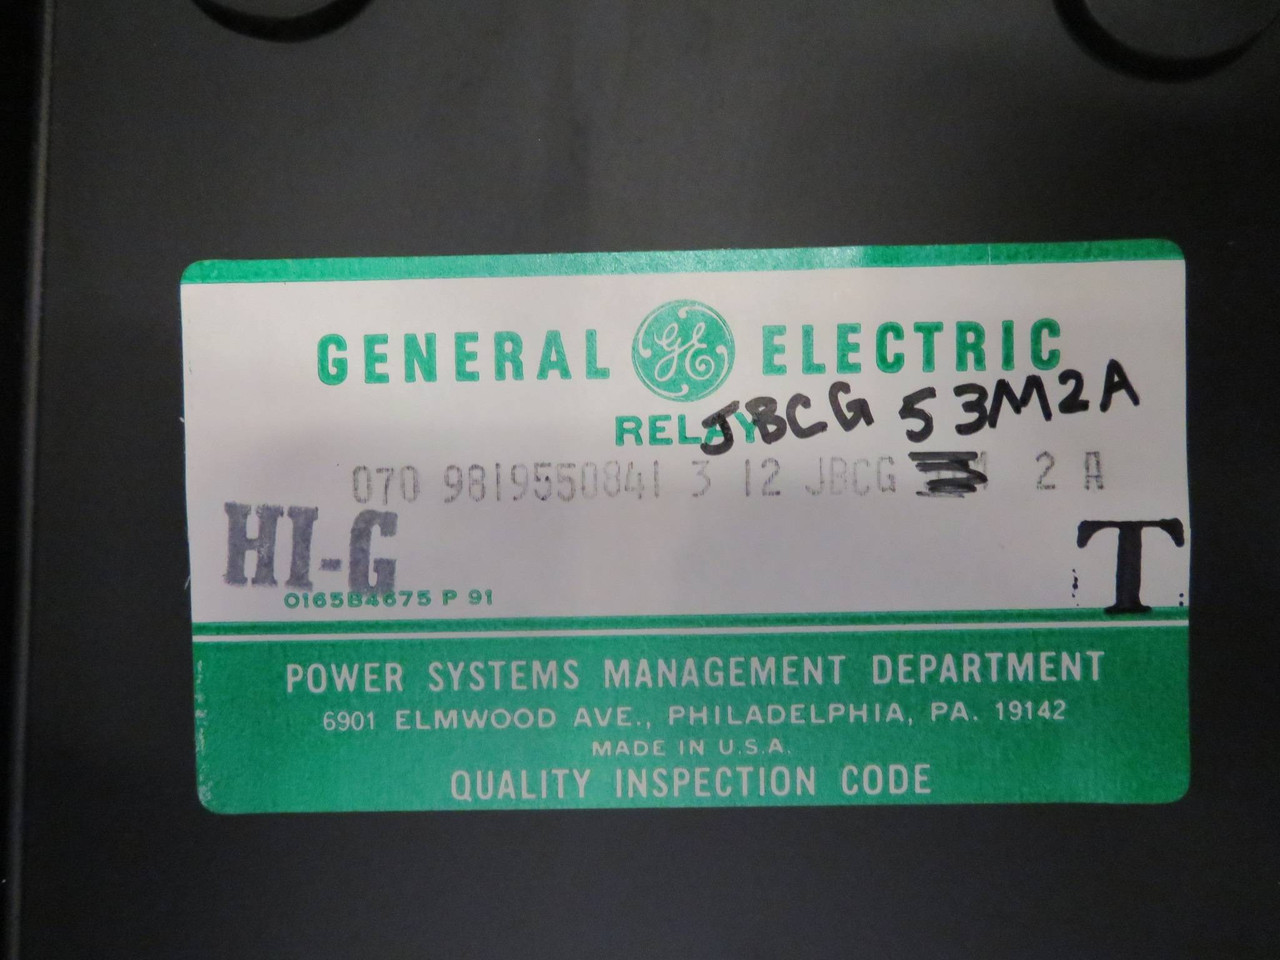 GENERAL GE ELECTRIC
RELAY JBCG 53M2A
070 9819550841 3 12 JBCG 2 A
HI-G
T
0165B4675 P 91
POWER SYSTEMS MANAGEMENT DEPARTMENT
6901 ELMWOOD AVE., PHILADELPHIA, PA. 19142
MADE IN U.S.A.
QUALITY INSPECTION CODE